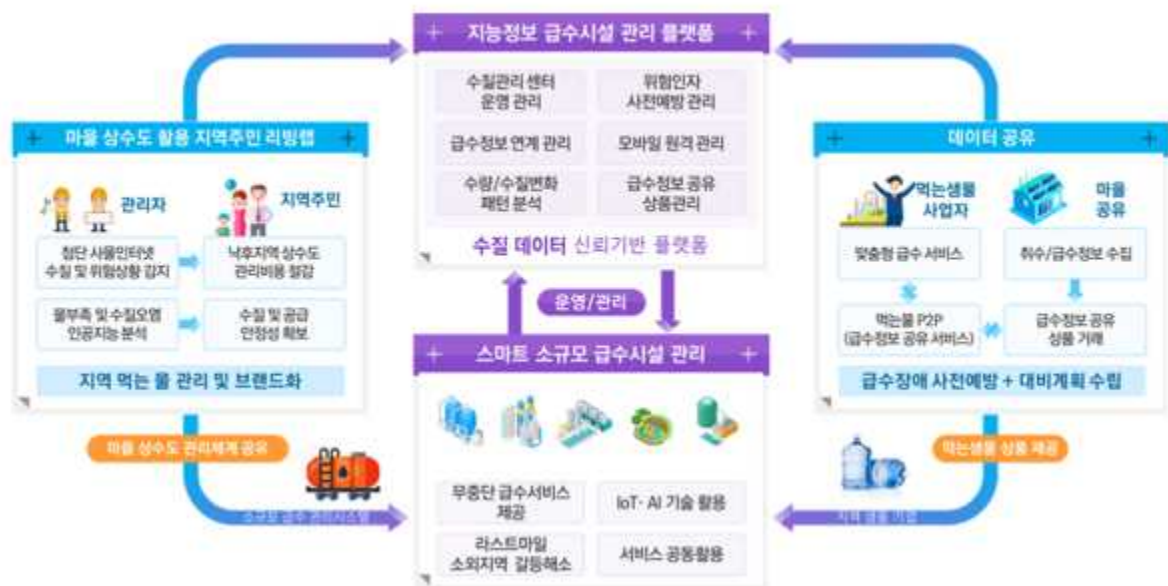 지능정보 급수시설 관리 플랫폼
수질관리 센터
운영 관리
위험인자
사전예방 관리
급수정보 연계 관리
모바일 원격 관리
수량/수질변화
패턴 분석
급수정보 공유
상품관리
수질 데이터 신뢰기반 플랫폼
마을 상수도 활용 지역주민 리빙랩
관리자
지역주민
첨단 사물인터넷
수질 및 위험상황 감지
낙후지역 상수도
관리비용 절감
물부족 및 수질오염
인공지능 분석
수질 및 공급
안정성 확보
지역 먹는 물 관리 및 브랜드화
데이터 공유
먹는샘물
사업자
마을
공유
맞춤형 급수 서비스
취수/급수정보 수집
먹는물 P2P
(급수정보 공유 서비스)
급수정보 공유
상품 거래
급수장애 사전예방 + 대비계획 수립
운영/관리
스마트 소규모 급수시설 관리
무중단 급수서비스
제공
IoT· AI 기술 활용
라스트마일
소외지역 갈등해소
서비스 공동활용
마을 상수도 관리체계 공유
소규모 급수 관리시스템
먹는샘물 상품 제공
지역 샘물 기업